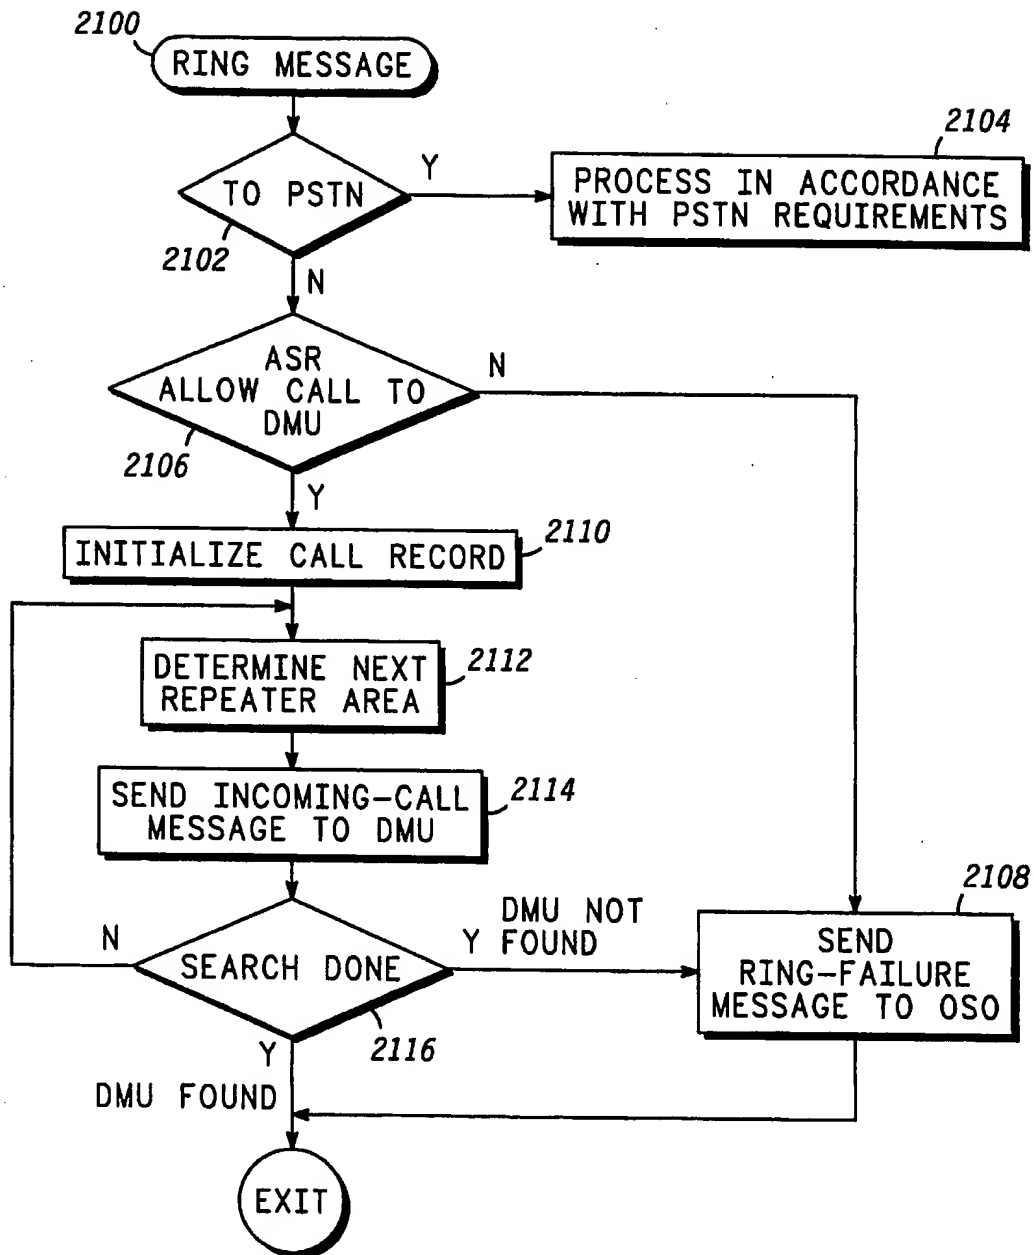 2100
RING MESSAGE
2104
TO PSTN
Y
PROCESS IN ACCORDANCE
WITH PSTN REQUIREMENTS
2102
N
ASR
ALLOW CALL TO
DMU
N
2106
Y
2110
INITIALIZE CALL RECORD
2112
DETERMINE NEXT
REPEATER AREA
2114
SEND INCOMING-CALL
MESSAGE TO DMU
2108
N
SEARCH DONE
DMU NOT
Y FOUND
SEND
RING-FAILURE
MESSAGE TO OSO
2116
Y
DMU FOUND
EXIT